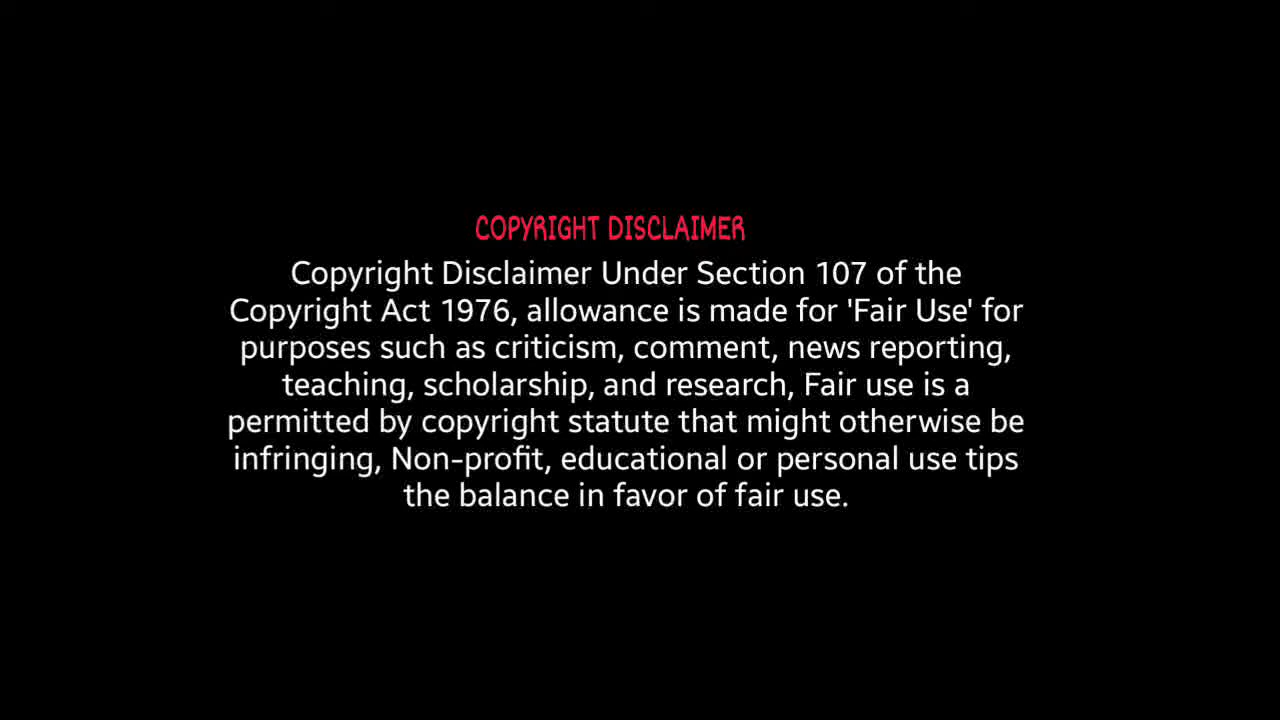 COPYRIGHT DISCLAIMER
Copyright Disclaimer Under Section 107 of the
Copyright Act 1976, allowance is made for 'Fair Use' for
purposes such as criticism, comment, news reporting,
teaching, scholarship, and research, Fair use is a
permitted by copyright statute that might otherwise be
infringing, Non-profit, educational or personal use tips
the balance in favor of fair use.